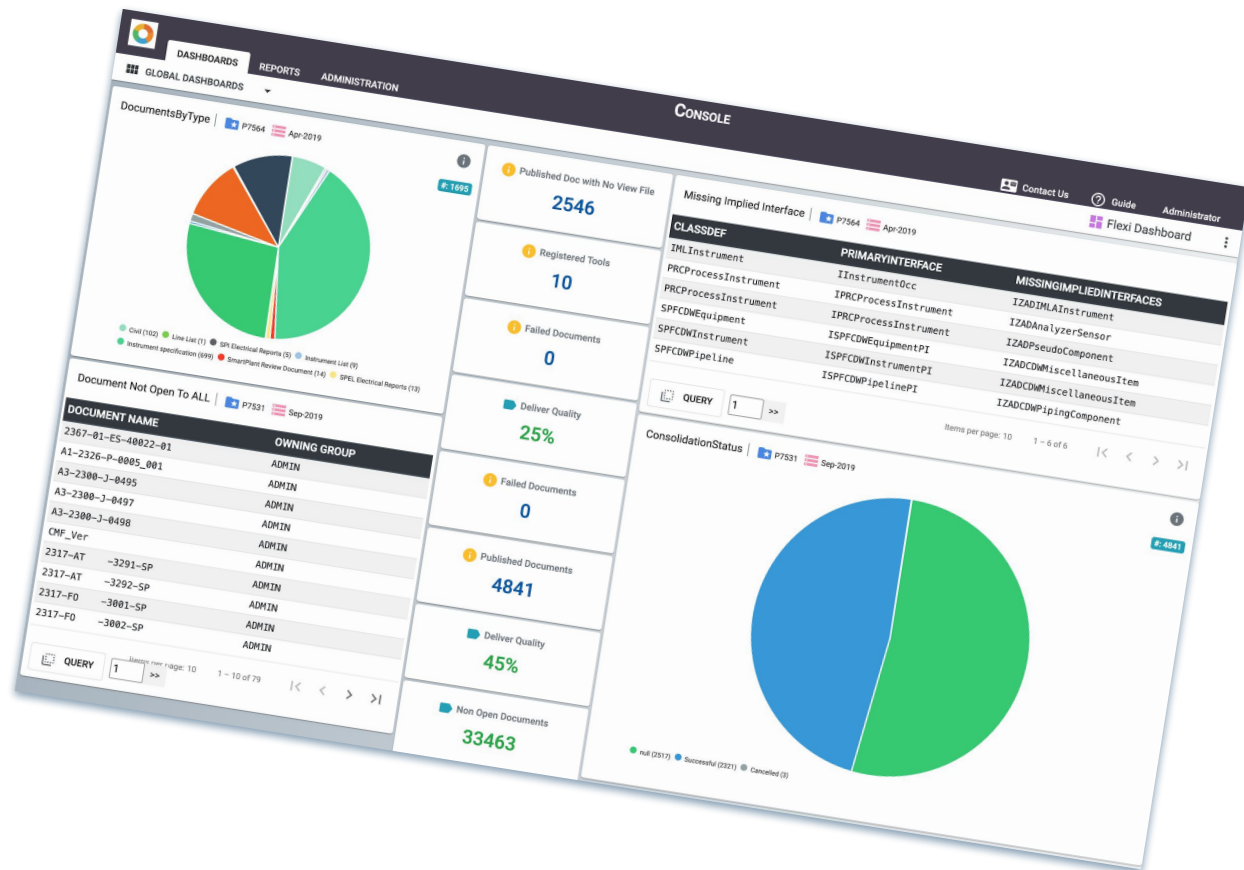 CONSOLE
DASHBOARDS
REPORTS
ADMINISTRATION
Contact Us
Guide
Administrator
GLOBAL DASHBOARDS
Flexi Dashboard
DocumentsByType | P7564 Apr-2019
#: 1695
Civil (102) Line List (1) SPI Electrical Reports (5) Instrument List (9)
Instrument specification (699) SmartPlant Review Document (14) SPEL Electrical Reports (13)
Document Not Open To ALL | P7531 Sep-2019
DOCUMENT NAME OWNING GROUP
2367-01-ES-40022-01 ADMIN
A1-2326-P-0005_001 ADMIN
A3-2300-J-0495 ADMIN
A3-2300-J-0497 ADMIN
A3-2300-J-0498 ADMIN
CMF_Ver ADMIN
2317-AT -3291-SP ADMIN
2317-AT -3292-SP ADMIN
2317-FO -3001-SP ADMIN
2317-FO -3002-SP ADMIN
QUERY 1 >> Items per page: 10 1 – 10 of 79 |< < > >|
Published Doc with No View File
2546
Registered Tools
10
Failed Documents
0
Deliver Quality
25%
Failed Documents
0
Published Documents
4841
Deliver Quality
45%
Non Open Documents
33463
Missing Implied Interface | P7564 Apr-2019
CLASSDEF PRIMARYINTERFACE MISSINGIMPLIEDINTERFACES
IMLInstrument IInstrumentOcc IZADIMLAInstrument
PRCProcessInstrument IPRCProcessInstrument IZADAnalyzerSensor
PRCProcessInstrument IPRCProcessInstrument IZADPseudoComponent
SPFCDWEquipment ISPFCDWEquipmentPI IZADCDWMiscellaneousItem
SPFCDWInstrument ISPFCDWInstrumentPI IZADCDWMiscellaneousItem
SPFCDWPipeline ISPFCDWPipelinePI IZADCDWPipingComponent
QUERY 1 >> Items per page: 10 1 – 6 of 6 |< < > >|
ConsolidationStatus | P7531 Sep-2019
#: 4841
null (2517) Successful (2321) Cancelled (3)